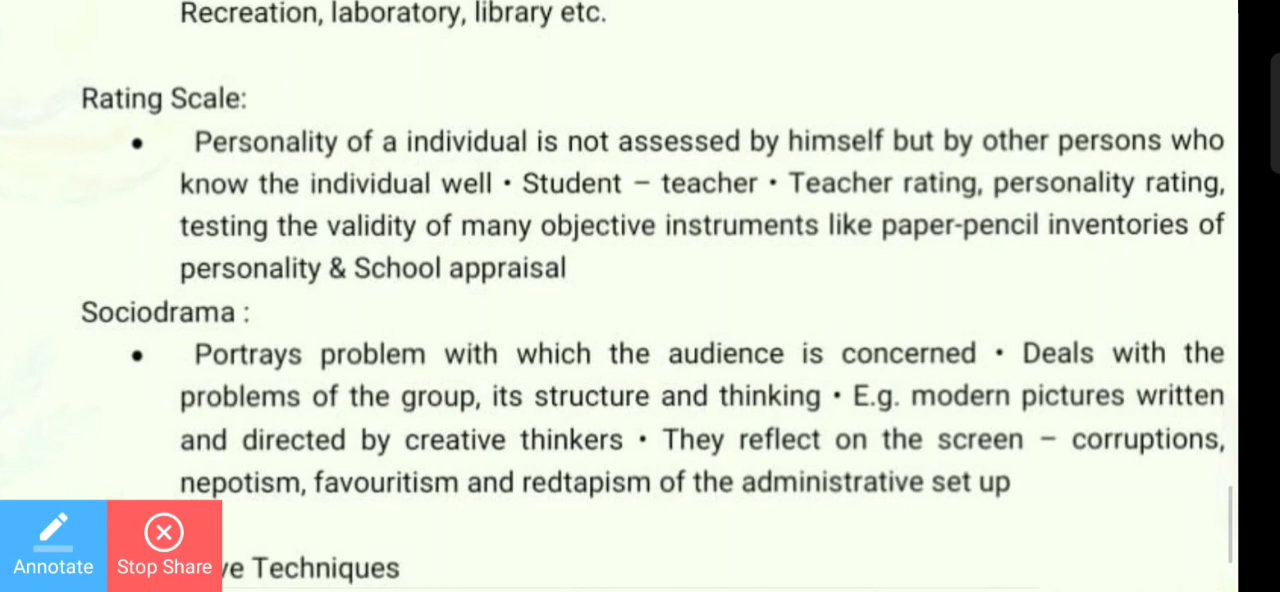 Recreation, laboratory, library etc.
Rating Scale:
• Personality of a individual is not assessed by himself but by other persons who
know the individual well • Student – teacher • Teacher rating, personality rating,
testing the validity of many objective instruments like paper-pencil inventories of
personality & School appraisal
Sociodrama :
• Portrays problem with which the audience is concerned • Deals with the
problems of the group, its structure and thinking • E.g. modern pictures written
and directed by creative thinkers • They reflect on the screen – corruptions,
nepotism, favouritism and redtapism of the administrative set up
Techniques
Annotate
Stop Share